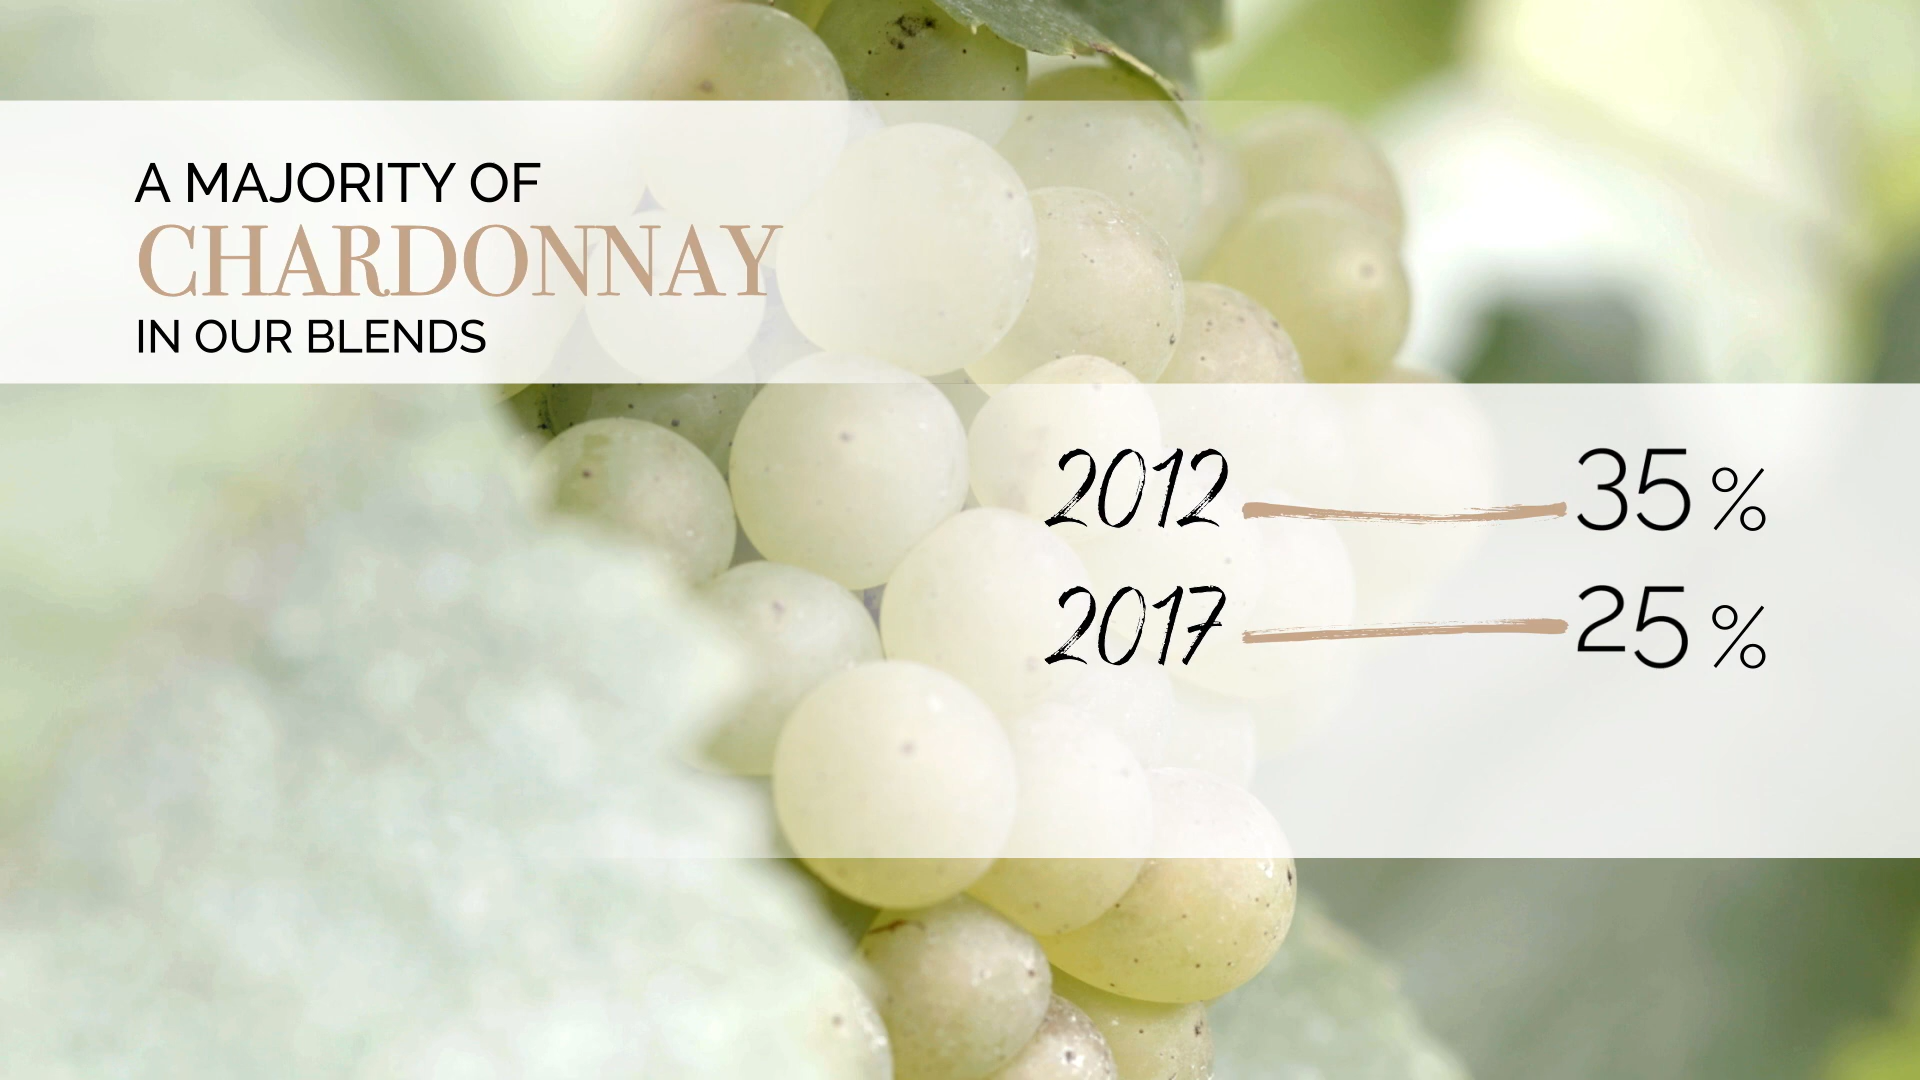 A MAJORITY OF
CHARDONNAY
IN OUR BLENDS
2012 35 %
2017 25 %